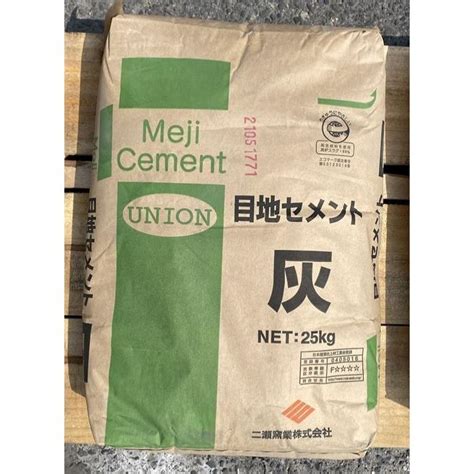 Meji
Cement
UNION
21051771
目地セメント
灰
NET:25kg
F☆☆☆☆
二瀬窯業株式会社